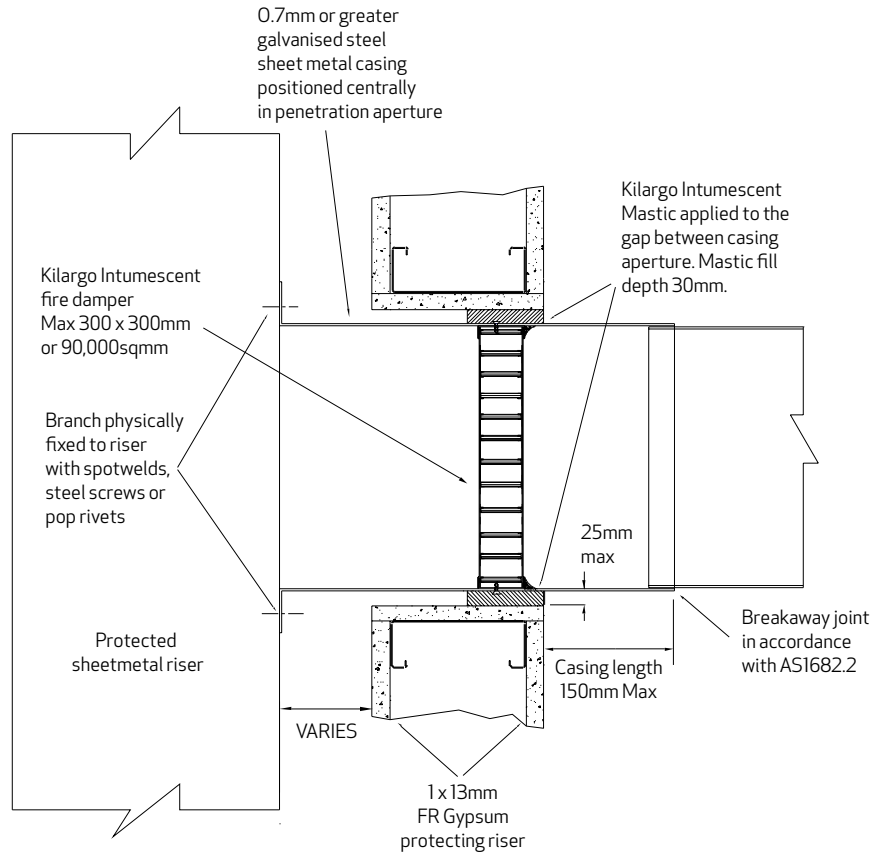 0.7mm or greater
galvanised steel
sheet metal casing
positioned centrally
in penetration aperture
Kilargo Intumescent
Mastic applied to the
gap between casing
aperture. Mastic fill
depth 30mm.
Kilargo Intumescent
fire damper
Max 300 x 300mm
or 90,000sqmm
Branch physically
fixed to riser
with spotwelds,
steel screws or
pop rivets
25mm
max
Protected
sheetmetal riser
Breakaway joint
in accordance
with AS1682.2
Casing length
150mm Max
VARIES
1 x 13mm
FR Gypsum
protecting riser